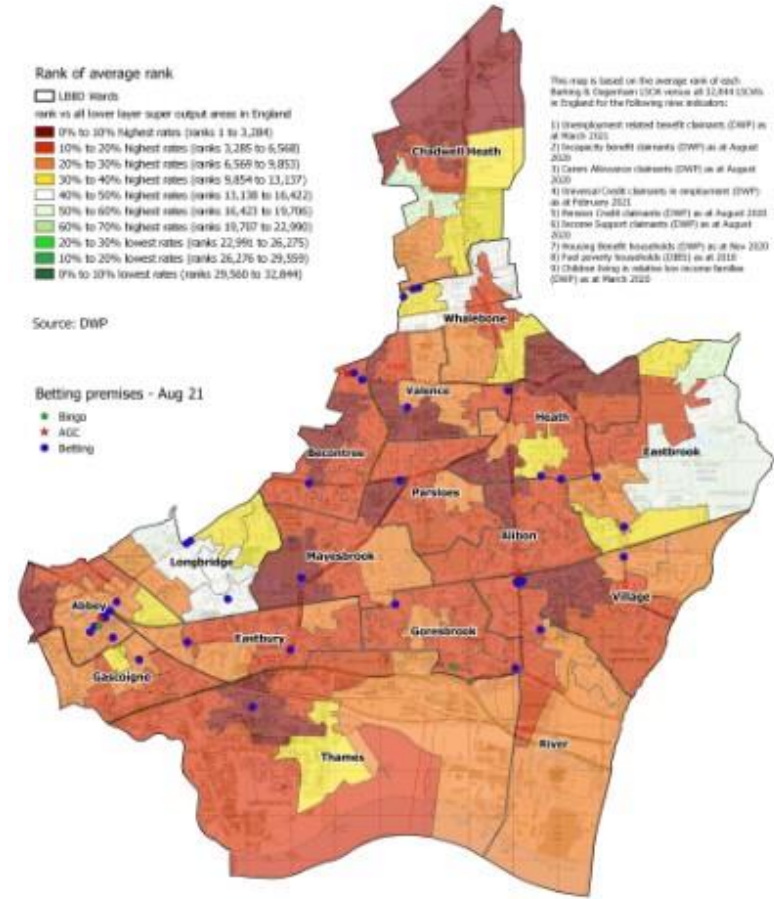 Rank of average rank
LBBD Wards
rank vs all lower layer super output areas in England
0% to 10% highest rates (ranks 1 to 3,284)
10% to 20% highest rates (ranks 3,285 to 6,568)
20% to 30% highest rates (ranks 6,569 to 9,853)
30% to 40% highest rates (ranks 9,854 to 13,137)
40% to 50% highest rates (ranks 13,138 to 16,422)
50% to 60% highest rates (ranks 16,423 to 19,706)
60% to 70% highest rates (ranks 19,707 to 22,990)
20% to 30% lowest rates (ranks 22,991 to 26,275)
10% to 20% lowest rates (ranks 26,276 to 29,559)
0% to 10% lowest rates (ranks 29,560 to 32,844)
Source: DWP
Betting premises - Aug 21
Bingo
AGC
Betting
This map is based on the average rank of each
Barking & Dagenham LSOA versus all 32,844 LSOAs
in England for the following nine indicators:
1) Unemployment related benefit claimants (DWP) as
at March 2021
2) Incapacity benefit claimants (DWP) as at August
2020
3) Carers Allowance claimants (DWP) as at August
2020
4) Universal Credit claimants in employment (DWP)
as at February 2021
5) Pension Credit claimants (DWP) as at August 2020
6) Income Support claimants (DWP) as at August
2020
7) Housing Benefit households (DWP) as at Nov 2020
8) Fuel poverty households (DBEIS) as at 2018
9) Children living in relative low income families
(DWP) as at March 2020
Chadwell Heath
Whalebone
Valence
Heath
Becontree
Eastbrook
Parsloes
Alibon
Mayesbrook
Longbridge
Village
Abbey
Eastbury
Goresbrook
Gascoigne
River
Thames